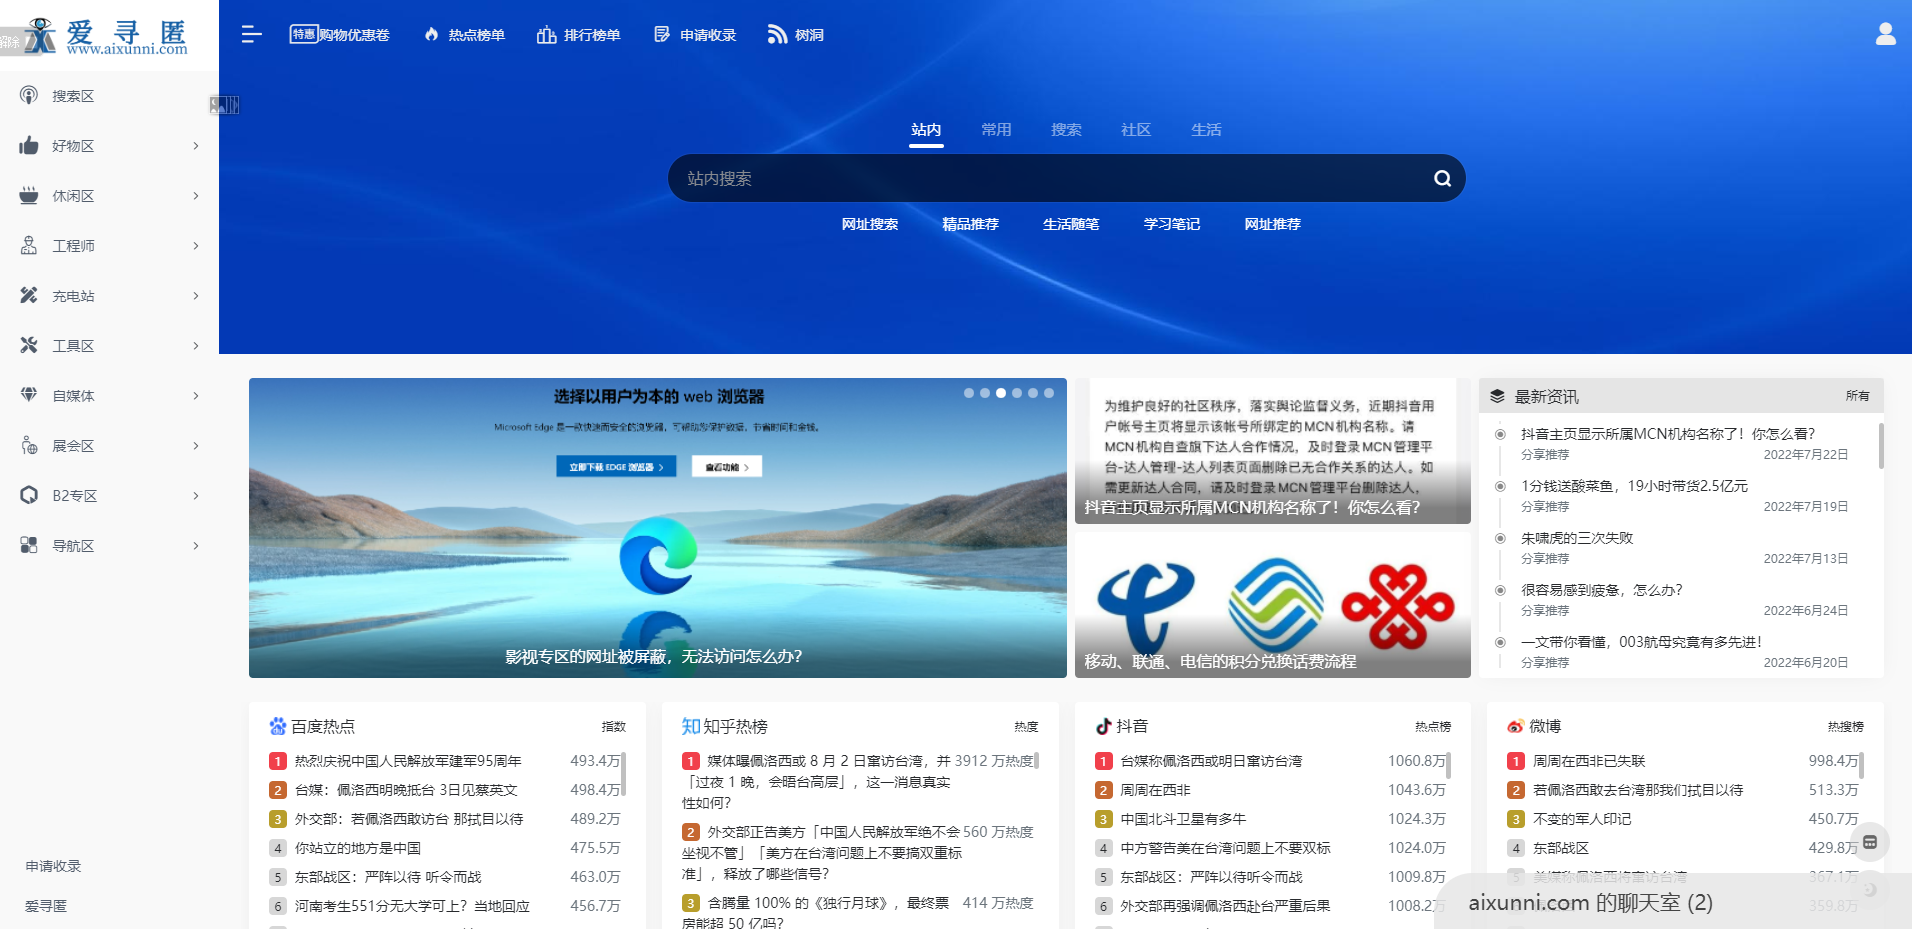 爱寻匿
www.aixunni.com
解除
特惠购物优惠卷
热点榜单
排行榜单
申请收录
树洞
搜索区
好物区
休闲区
工程师
充电站
工具区
自媒体
展会区
B2专区
导航区
申请收录
爱寻匿
站内
常用
搜索
社区
生活
站内搜索
网址搜索
精品推荐
生活随笔
学习笔记
网址推荐
选择以用户为本的 web 浏览器
Microsoft Edge 是一款快速而安全的浏览器，可帮助您保护数据，节省时间和金钱。
立即下载 EDGE 浏览器 >
查看功能 >
影视专区的网址被屏蔽，无法访问怎么办？
为维护良好的社区秩序，落实舆论监督义务，近期抖音用
户帐号主页将显示该帐号所绑定的MCN机构名称。请
MCN机构自查旗下达人合作情况，及时登录MCN管理平
台-达人管理-达人列表页面删除已无合作关系的达人。如
需更新达人合同，请及时登录MCN管理平台删除达人，
抖音主页显示所属MCN机构名称了！你怎么看？
移动、联通、电信的积分兑换话费流程
最新资讯
所有
抖音主页显示所属MCN机构名称了！你怎么看？
分享推荐 2022年7月22日
1分钱送酸菜鱼，19小时带货2.5亿元
分享推荐 2022年7月19日
朱啸虎的三次失败
分享推荐 2022年7月13日
很容易感到疲惫，怎么办？
分享推荐 2022年6月24日
一文带你看懂，003航母究竟有多先进！
分享推荐 2022年6月20日
百度热点 指数
1 热烈庆祝中国人民解放军建军95周年 493.4万
2 台媒：佩洛西明晚抵台 3日见蔡英文 498.4万
3 外交部：若佩洛西敢访台 那拭目以待 489.2万
4 你站立的地方是中国 475.5万
5 东部战区：严阵以待 听令而战 463.0万
6 河南考生551分无大学可上？当地回应 456.7万
知乎热榜 热度
1 媒体曝佩洛西或 8 月 2 日窜访台湾，并 3912 万热度
「过夜 1 晚，会晤台高层」，这一消息真实
性如何？
2 外交部正告美方「中国人民解放军绝不会 560 万热度
坐视不管」「美方在台湾问题上不要搞双重标
准」，释放了哪些信号？
3 含腾量 100% 的《独行月球》，最终票 414 万热度
房能超 50 亿吗？
抖音 热点榜
1 台媒称佩洛西或明日窜访台湾 1060.8万
2 周周在西非 1043.6万
3 中国北斗卫星有多牛 1024.3万
4 中方警告美在台湾问题上不要双标 1024.0万
5 东部战区：严阵以待听令而战 1009.8万
6 外交部再强调佩洛西赴台严重后果 1008.2万
微博 热搜榜
1 周周在西非已失联 998.4万
2 若佩洛西敢去台湾那我们拭目以待 513.3万
3 不变的军人印记 450.7万
4 东部战区 429.8万
5 美媒称佩洛西将窜访台湾 367.1万
359.8万
aixunni.com 的聊天室 (2)